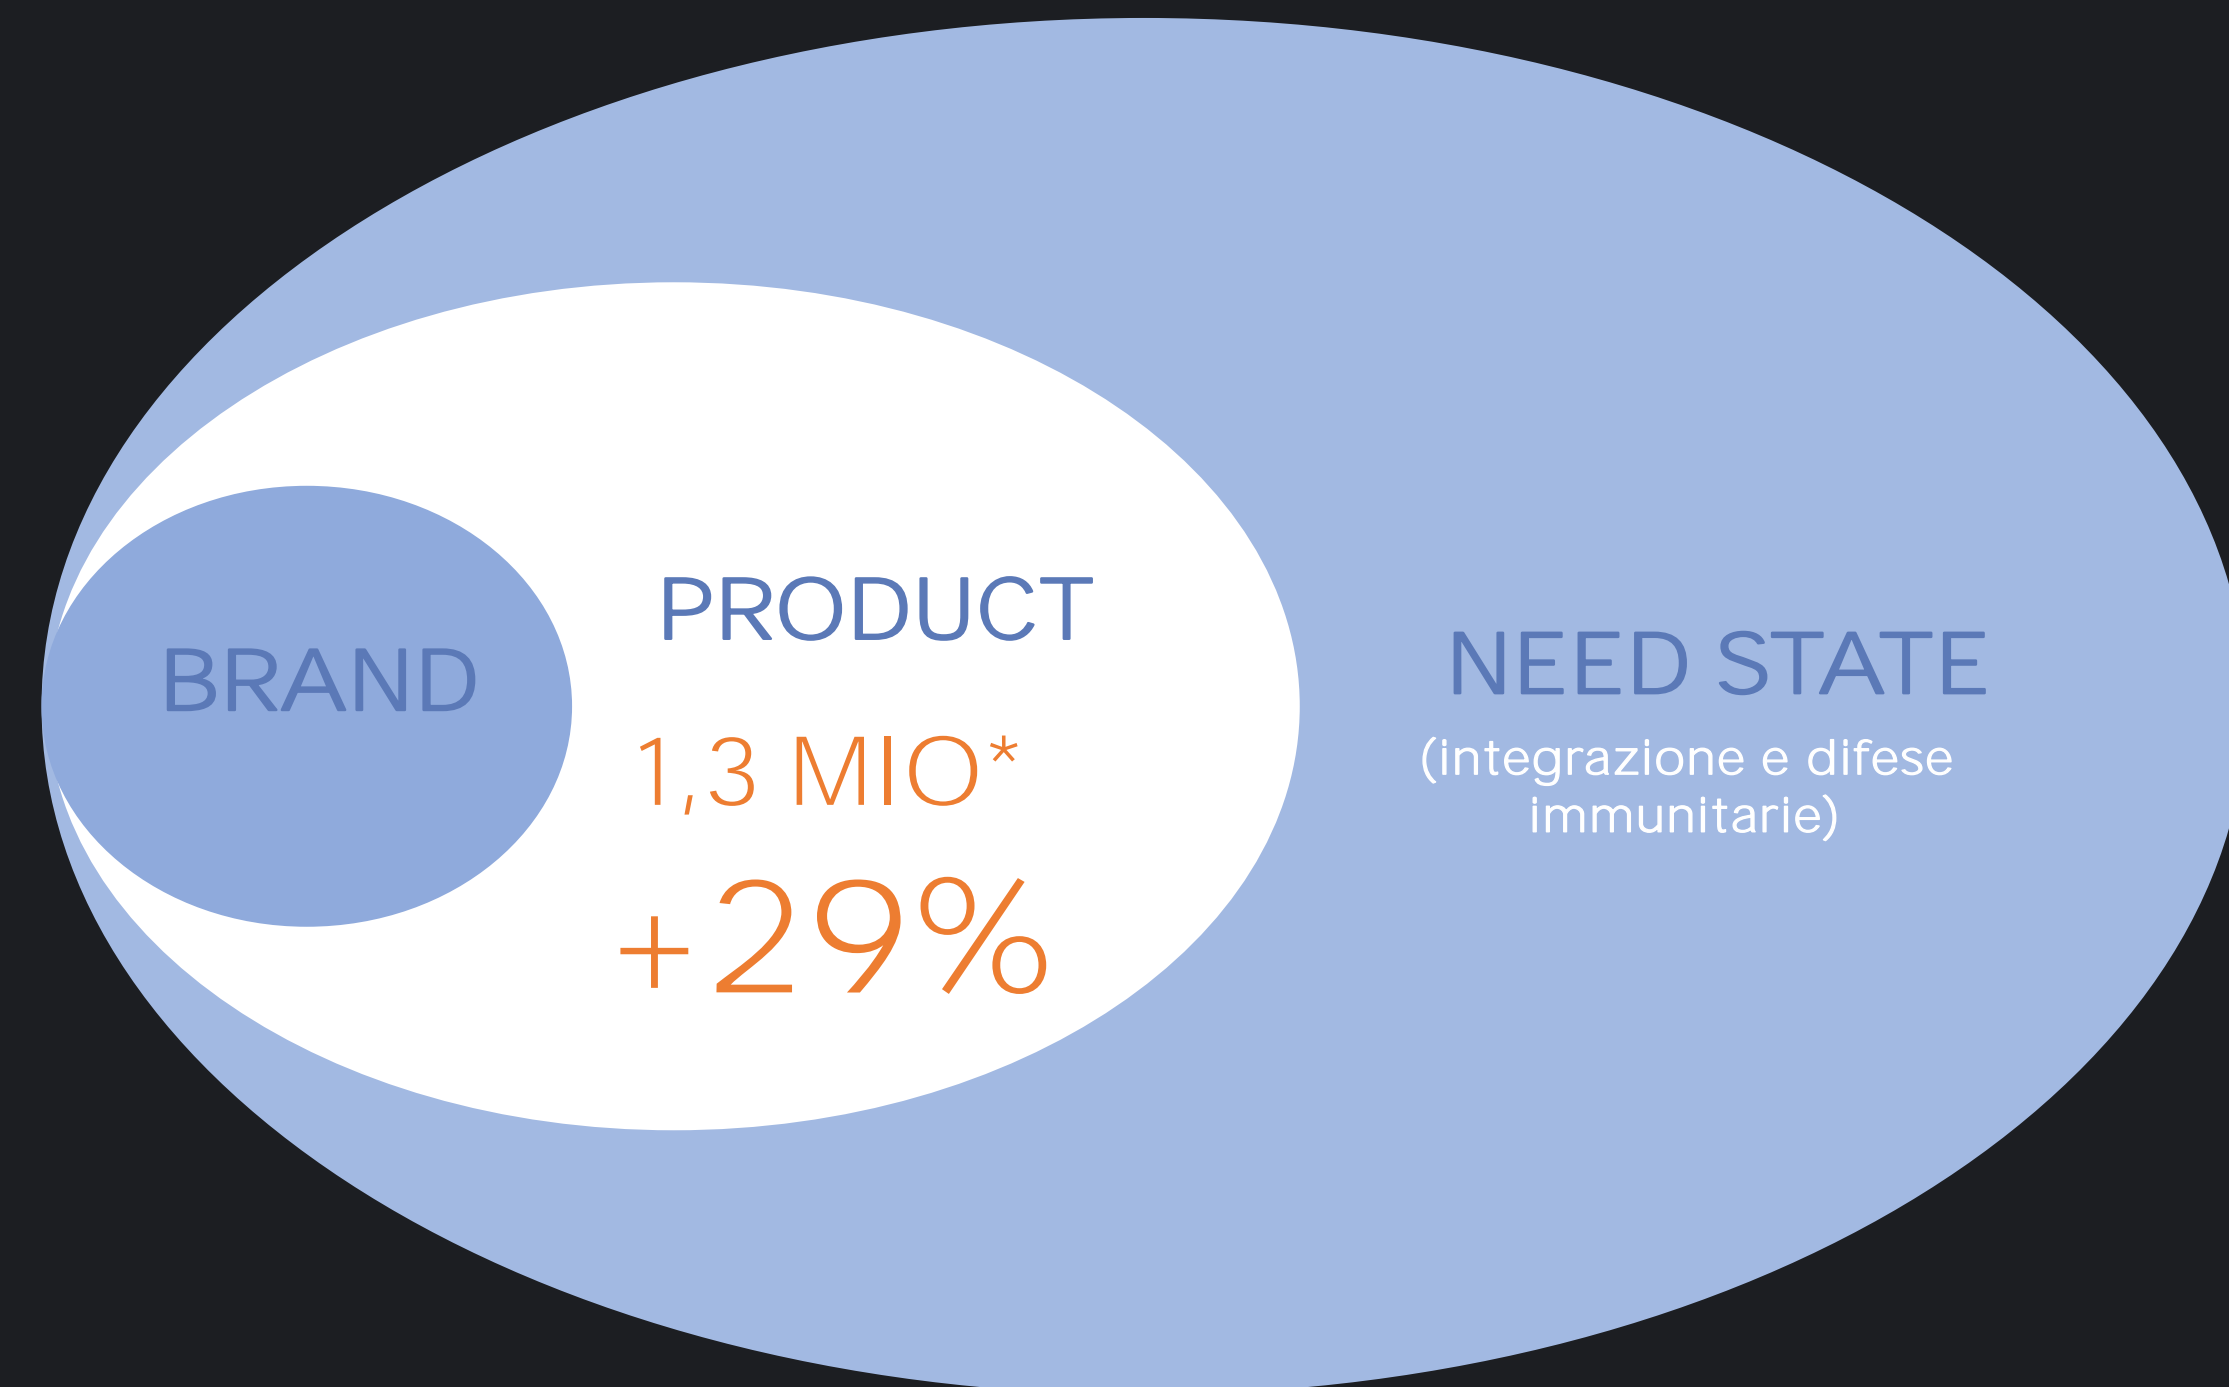 BRAND
PRODUCT
1,3 MIO*
+29%
NEED STATE
(integrazione e difese
immunitarie)